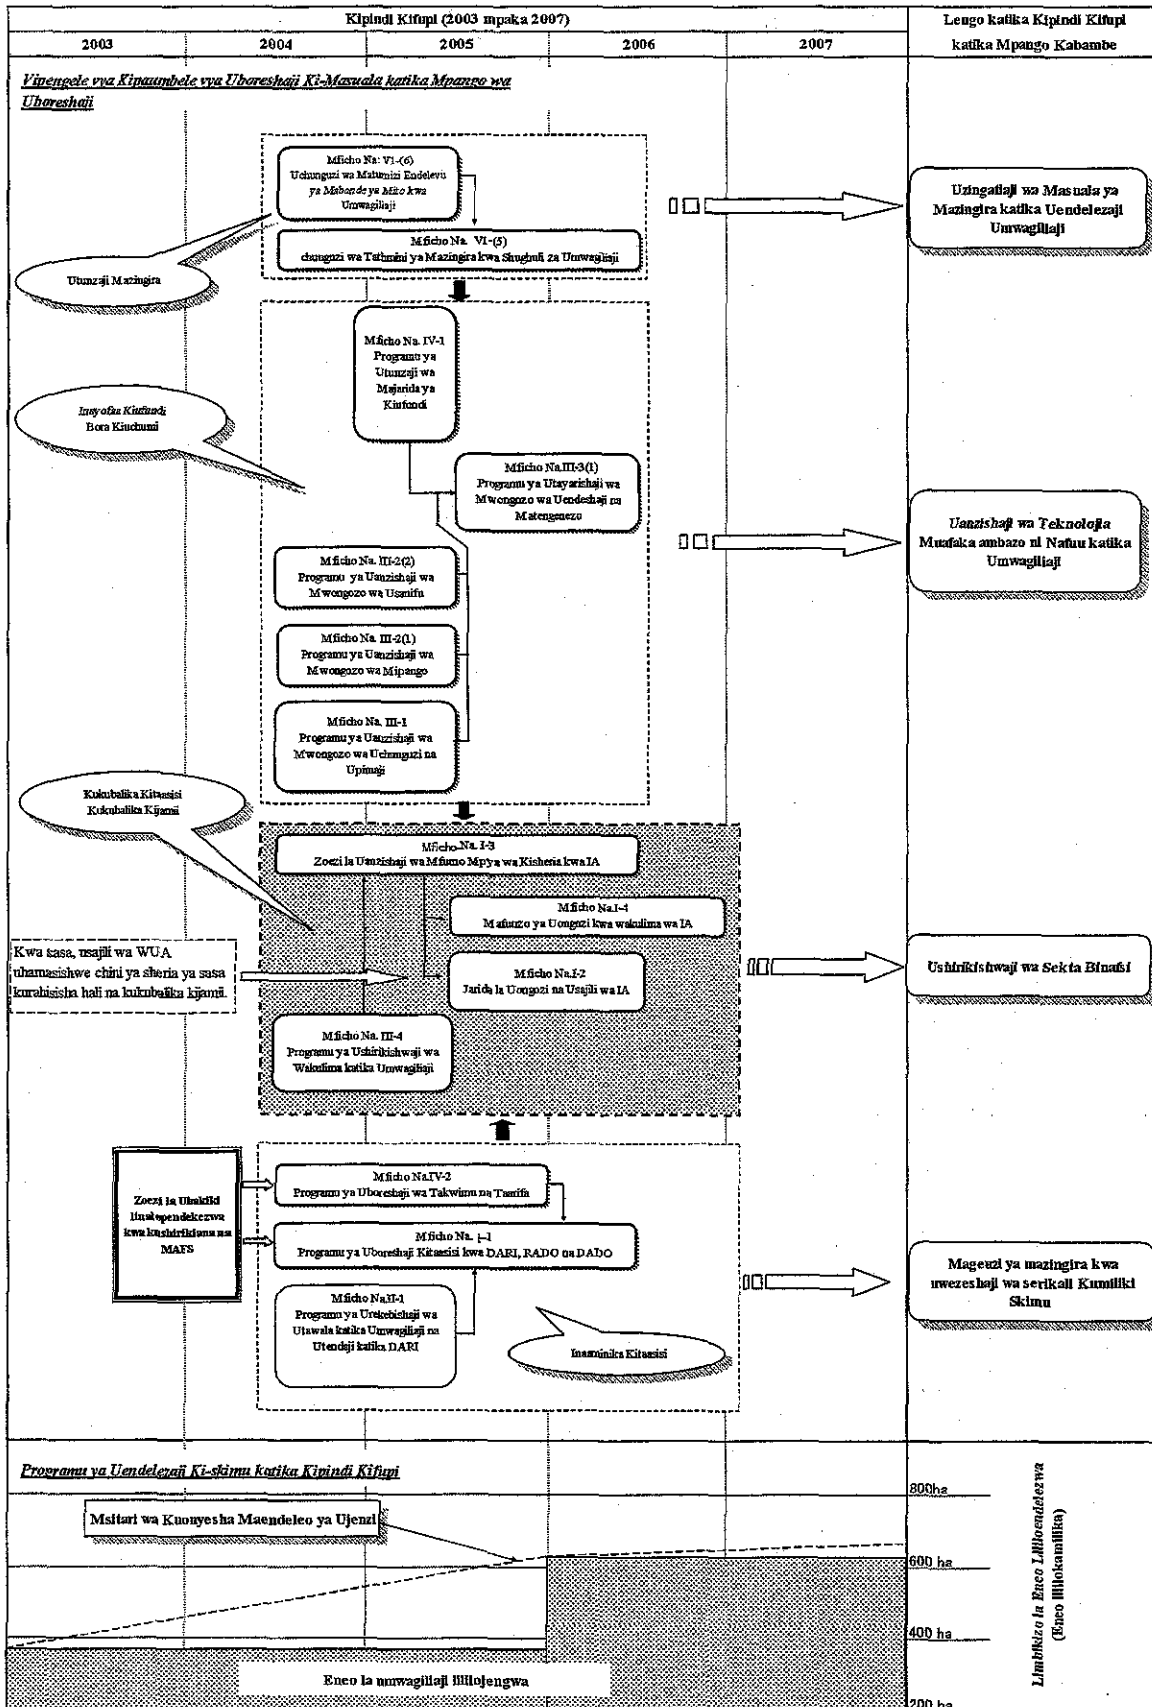 Kipindi Kifupi (2003 mpaka 2007)
Lengo katika Kipindi Kifupi
katika Mpango Kabambe
2003
2004
2005
2006
2007
Vipengele vya Kipaumbele vya Uboreshaji Ki-Masuala katika Mpango wa
Uboreshaji
Mficho Na: VI-(6)
Uchunguzi wa Matumizi Endelevu
ya Mabonde ya Mito kwa
Umwagiliaji
Mficho Na. VI-(5)
chunguzi wa Tathmini ya Mazingira kwa Shughuli za Umwagiliaji
Utunzaji Mazingira
Uzingatiaji wa Masuala ya
Mazingira katika Uendelezaji
Umwagiliaji
Mficho Na. IV-1
Programu ya
Utunzaji wa
Majarida ya
Kiufundi
Inayofaa Kiufundi
Bora Kiuchumi
Mficho Na.III-3(1)
Programu ya Utayarishaji wa
Mwongozo wa Uendeshaji na
Matengenezo
Uanzishaji wa Teknolojia
Muafaka ambazo ni Nafuu katika
Umwagiliaji
Mficho Na. III-2(2)
Programu ya Uanzishaji wa
Mwongozo wa Usanifu
Mficho Na. III-2(1)
Programu ya Uanzishaji wa
Mwongozo wa Mipango
Mficho Na. III-1
Programu ya Uanzishaji wa
Mwongozo wa Uchunguzi na
Upimaji
Kukubalika Kitaasisi
Kukubalika Kijamii
Mficho-Na. I-3
Zoezi la Uanzishaji wa Mfumo Mpya wa Kisheria kwa IA
Mficho Na.I-4
Mafunzo ya Uongozi kwa wakulima wa IA
Kwa sasa, usajili wa WUA
uhamasishwe chini ya sheria ya sasa
kurahisisha hali na kukubalika kijamii.
Mficho Na.I-2
Jarida la Uongozi na Usajili wa IA
Ushirikishwaji wa Sekta Binafsi
Mficho Na. III-4
Programu ya Ushirikishwaji wa
Wakulima katika Umwagiliaji
Zoezi la Uhakiki
linalopendekezwa
kwa kushirikiana na
MAFS
Mficho Na.IV-2
Programu ya Uboreshaji wa Takwimu na Taarifa
Mficho Na. I-1
Programu ya Uboreshaji Kitaasisi kwa DARI, RADO na DADO
Mageuzi ya mazingira kwa
uwezeshaji wa serikali Kumiliki
Skimu
Mficho Na.II-1
Programu ya Urekebishaji wa
Utawala katika Umwagiliaji na
Utendaji katika DARI
Inaaminika Kitaasisi
Programu ya Uendelezaji Ki-skimu katika Kipindi Kifupi
800ha
Msitari wa Kuonyesha Maendeleo ya Ujenzi
600 ha
400 ha
Limbikizo la Eneo Lililoendelezwa
(Eneo lililokamilika)
Eneo la umwagiliaji lililojengwa
200 ha